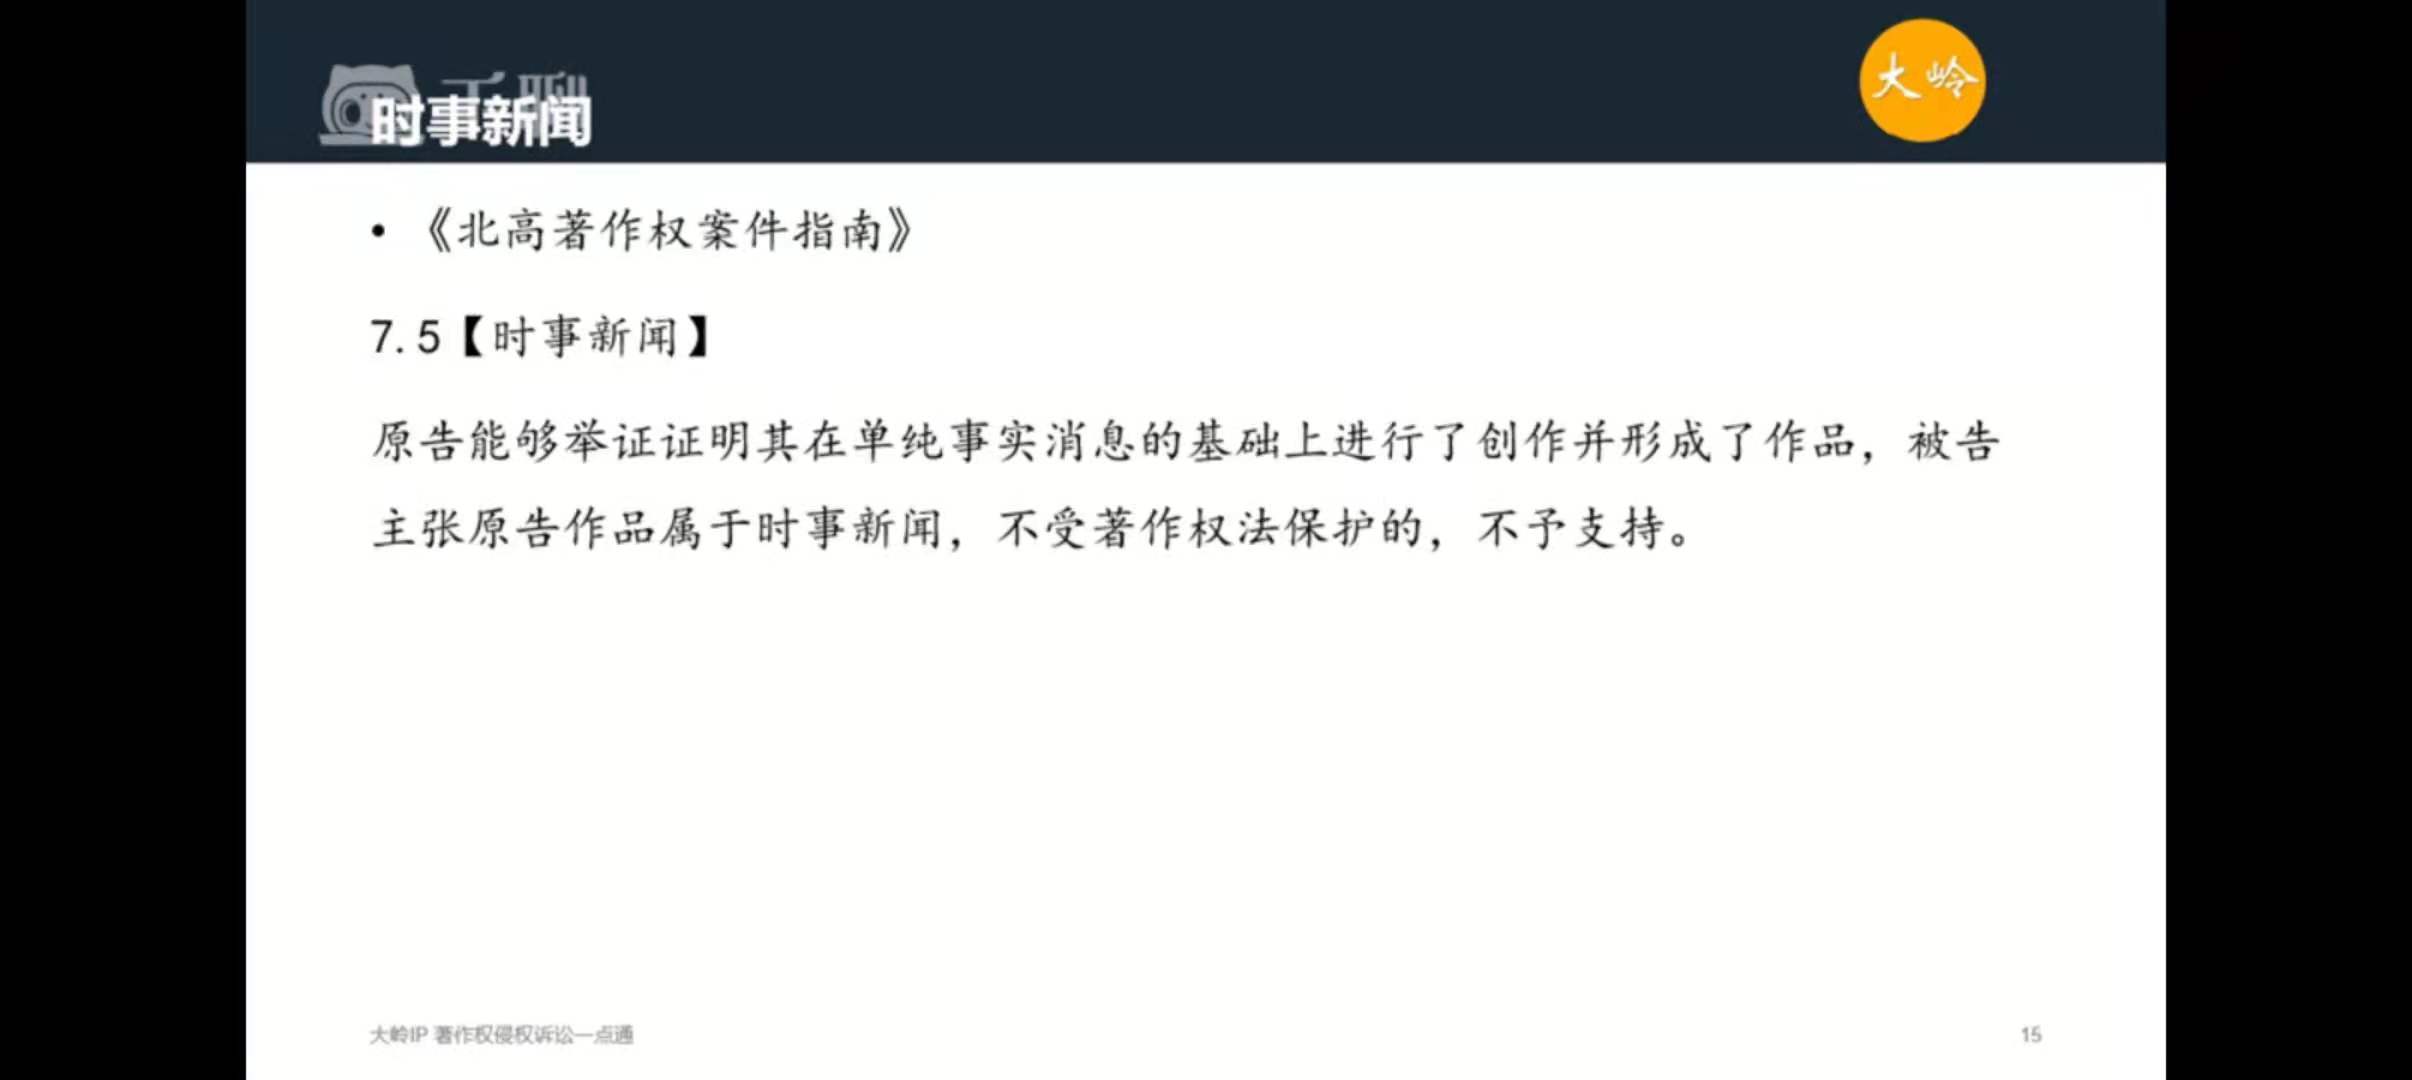 时事新闻
大岭
• 《北高著作权案件指南》
7.5【时事新闻】
原告能够举证证明其在单纯事实消息的基础上进行了创作并形成了作品，被告
主张原告作品属于时事新闻，不受著作权法保护的，不予支持。
大岭IP 著作权侵权诉讼一点通
15